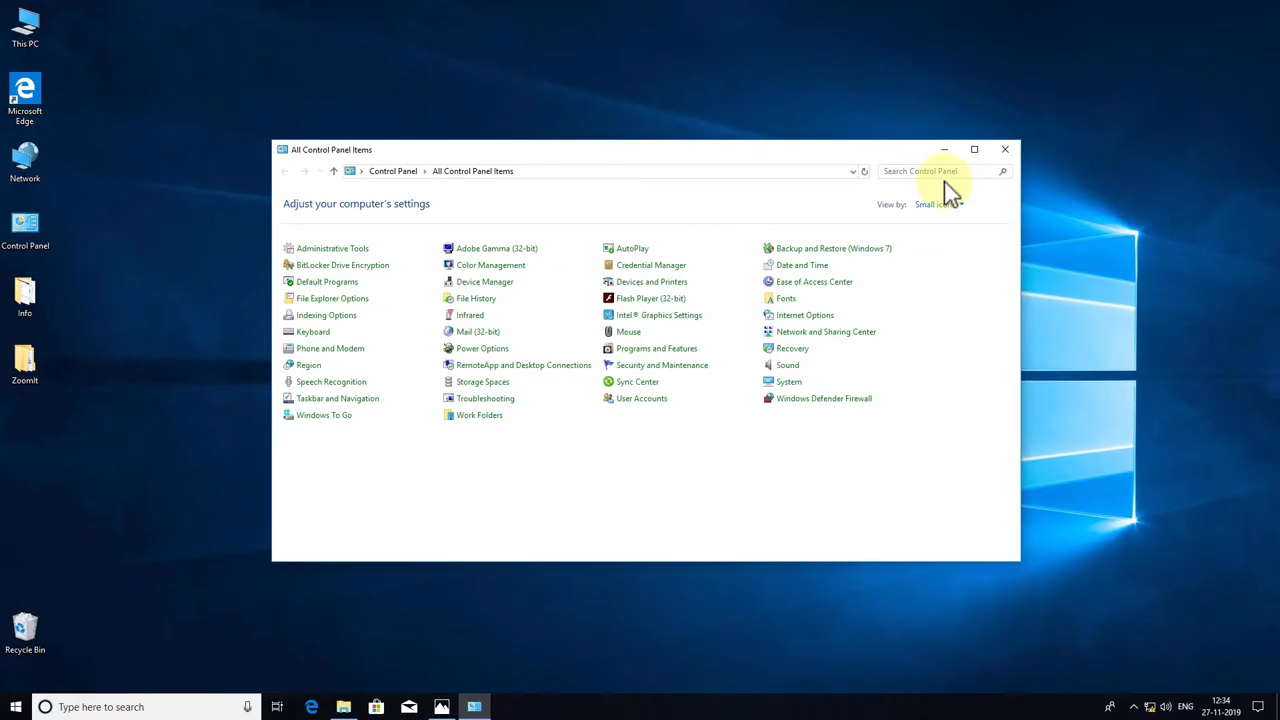 This PC
Microsoft
Edge
Network
Control Panel
Info
ZoomIt
Recycle Bin
All Control Panel Items
Control Panel
All Control Panel Items
Search Control Panel
Adjust your computer's settings
View by:
Administrative Tools
Adobe Gamma (32-bit)
AutoPlay
Backup and Restore (Windows 7)
BitLocker Drive Encryption
Color Management
Credential Manager
Date and Time
Default Programs
Device Manager
Devices and Printers
Ease of Access Center
File Explorer Options
File History
Flash Player (32-bit)
Fonts
Indexing Options
Infrared
Intel® Graphics Settings
Internet Options
Keyboard
Mail (32-bit)
Mouse
Network and Sharing Center
Phone and Modem
Power Options
Programs and Features
Recovery
Region
RemoteApp and Desktop Connections
Security and Maintenance
Sound
Speech Recognition
Storage Spaces
Sync Center
System
Taskbar and Navigation
Troubleshooting
User Accounts
Windows Defender Firewall
Windows To Go
Work Folders
Type here to search
ENG
12:34
27-11-2019